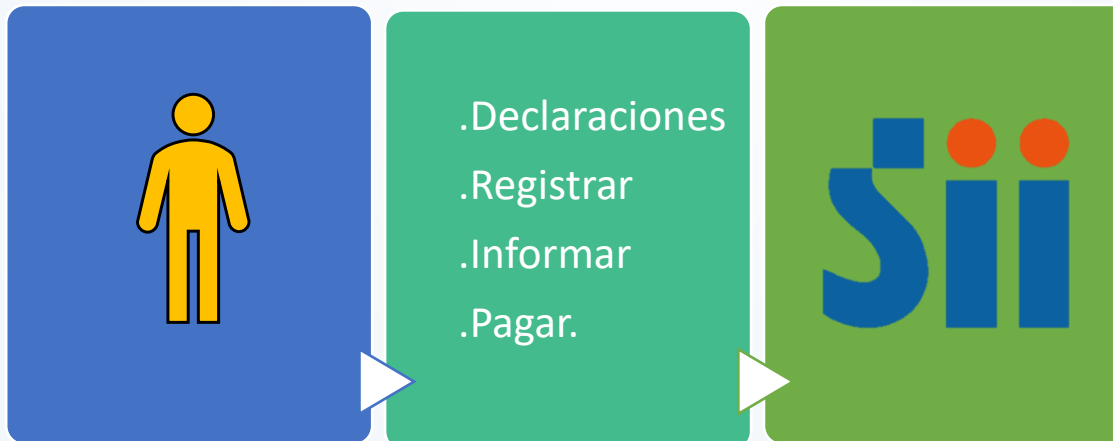 .Declaraciones
.Registrar
.Informar
.Pagar.
Sii